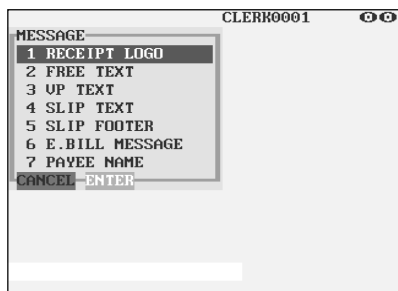 CLERK0001 00
MESSAGE
1 RECEIPT LOGO
2 FREE TEXT
3 VP TEXT
4 SLIP TEXT
5 SLIP FOOTER
6 E.BILL MESSAGE
7 PAYEE NAME
CANCEL ENTER